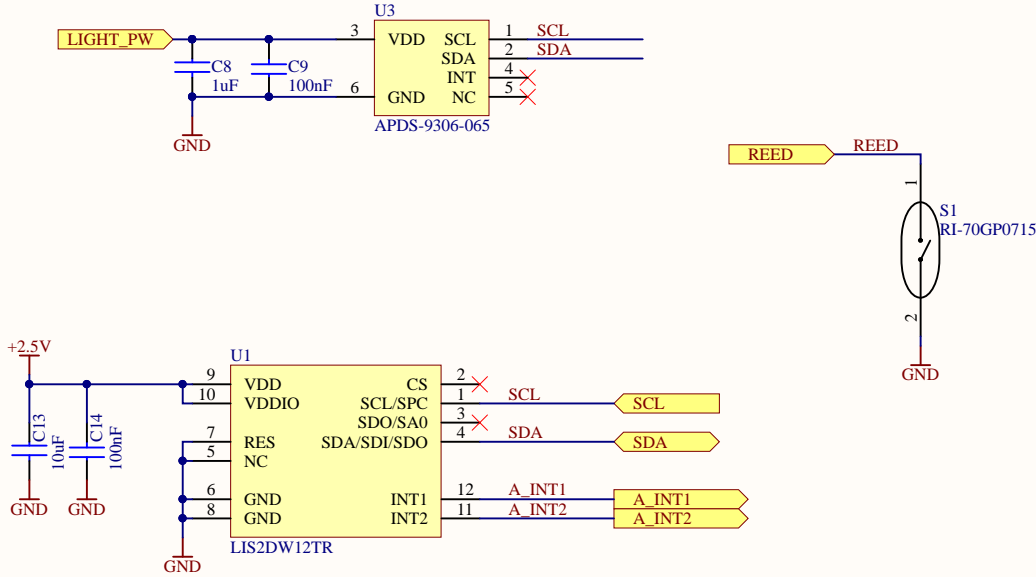 U3
LIGHT_PW
3
VDD
SCL
1
SCL
SDA
2
SDA
C8
1uF
C9
100nF
INT
4
6
GND
NC
5
GND
APDS-9306-065
REED
REED
1
S1
RI-70GP0715
2
GND
+2.5V
U1
9
VDD
CS
2
10
VDDIO
SCL/SPC
1
SCL
SCL
C13
10uF
C14
100nF
SDO/SA0
3
7
RES
SDA/SDI/SDO
4
SDA
SDA
5
NC
6
GND
INT1
12
A_INT1
A_INT1
8
GND
INT2
11
A_INT2
A_INT2
GND
GND
LIS2DW12TR
GND